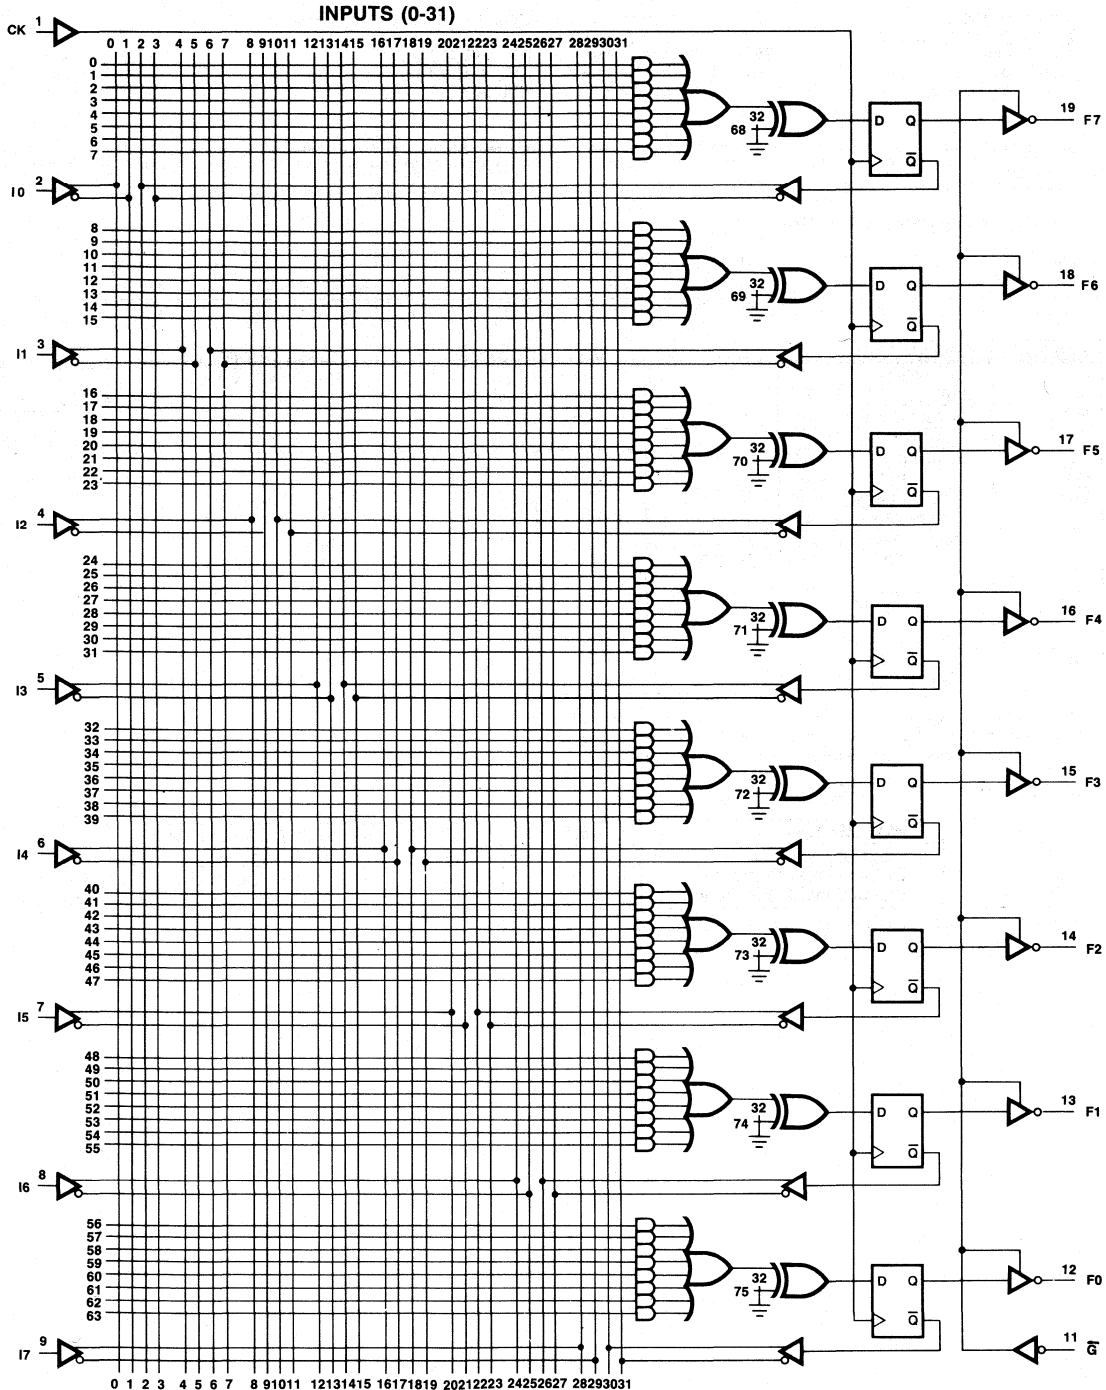 INPUTS (0-31)
CK 1
0 1 2 3 4 5 6 7 8 9 10 11 12 13 14 15 16 17 18 19 20 21 22 23 24 25 26 27 28 29 30 31
0
1
2
3
4
5
6
7
32
68
D Q
Q̅
19 F7
I0 2
8
9
10
11
12
13
14
15
32
69
D Q
Q̅
18 F6
I1 3
16
17
18
19
20
21
22
23
32
70
D Q
Q̅
17 F5
I2 4
24
25
26
27
28
29
30
31
32
71
D Q
Q̅
16 F4
I3 5
32
33
34
35
36
37
38
39
32
72
D Q
Q̅
15 F3
I4 6
40
41
42
43
44
45
46
47
32
73
D Q
Q̅
14 F2
I5 7
48
49
50
51
52
53
54
55
32
74
D Q
Q̅
13 F1
I6 8
56
57
58
59
60
61
62
63
32
75
D Q
Q̅
12 F0
I7 9
11 G̅
0 1 2 3 4 5 6 7 8 9 10 11 12 13 14 15 16 17 18 19 20 21 22 23 24 25 26 27 28 29 30 31